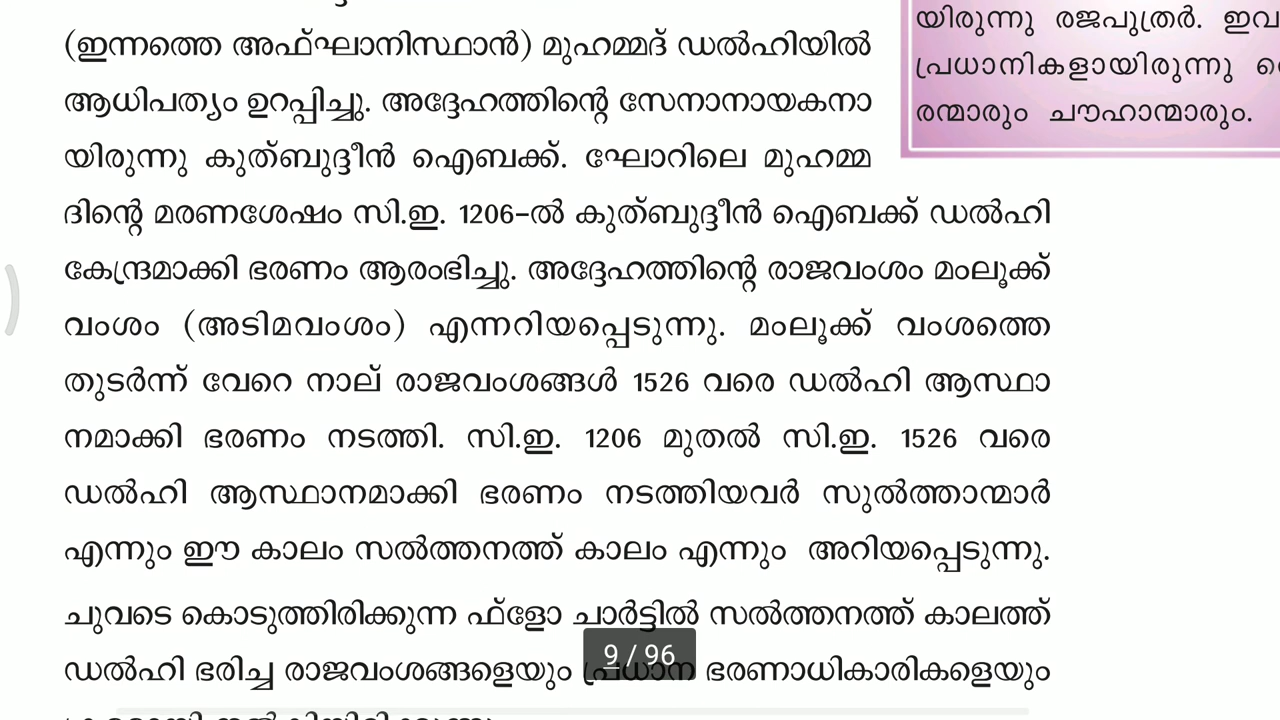 (ഇന്നത്തെ അഫ്ഘാനിസ്ഥാൻ) മുഹമ്മദ് ഡൽഹിയിൽ
ആധിപത്യം ഉറപ്പിച്ചു. അദ്ദേഹത്തിന്റെ സേനാനായകനാ
യിരുന്നു കുത്ബുദ്ദീൻ ഐബക്ക്. ഘോറിലെ മുഹമ്മ
ദിന്റെ മരണശേഷം സി.ഇ. 1206-ൽ കുത്ബുദ്ദീൻ ഐബക്ക് ഡൽഹി
കേന്ദ്രമാക്കി ഭരണം ആരംഭിച്ചു. അദ്ദേഹത്തിന്റെ രാജവംശം മംലൂക്ക്
വംശം (അടിമവംശം) എന്നറിയപ്പെടുന്നു. മംലൂക്ക് വംശത്തെ
തുടർന്ന് വേറെ നാല് രാജവംശങ്ങൾ 1526 വരെ ഡൽഹി ആസ്ഥാ
നമാക്കി ഭരണം നടത്തി. സി.ഇ. 1206 മുതൽ സി.ഇ. 1526 വരെ
ഡൽഹി ആസ്ഥാനമാക്കി ഭരണം നടത്തിയവർ സുൽത്താന്മാർ
എന്നും ഈ കാലം സൽത്തനത്ത് കാലം എന്നും അറിയപ്പെടുന്നു.
ചുവടെ കൊടുത്തിരിക്കുന്ന ഫ്ളോ ചാർട്ടിൽ സൽത്തനത്ത് കാലത്ത്
ഡൽഹി ഭരിച്ച രാജവംശങ്ങളെയും പ്രധാന ഭരണാധികാരികളെയും
യിരുന്നു രജപുത്രർ.
പ്രധാനികളായിരുന്നു
രന്മാരും ചൗഹാന്മാരും.
9 / 96